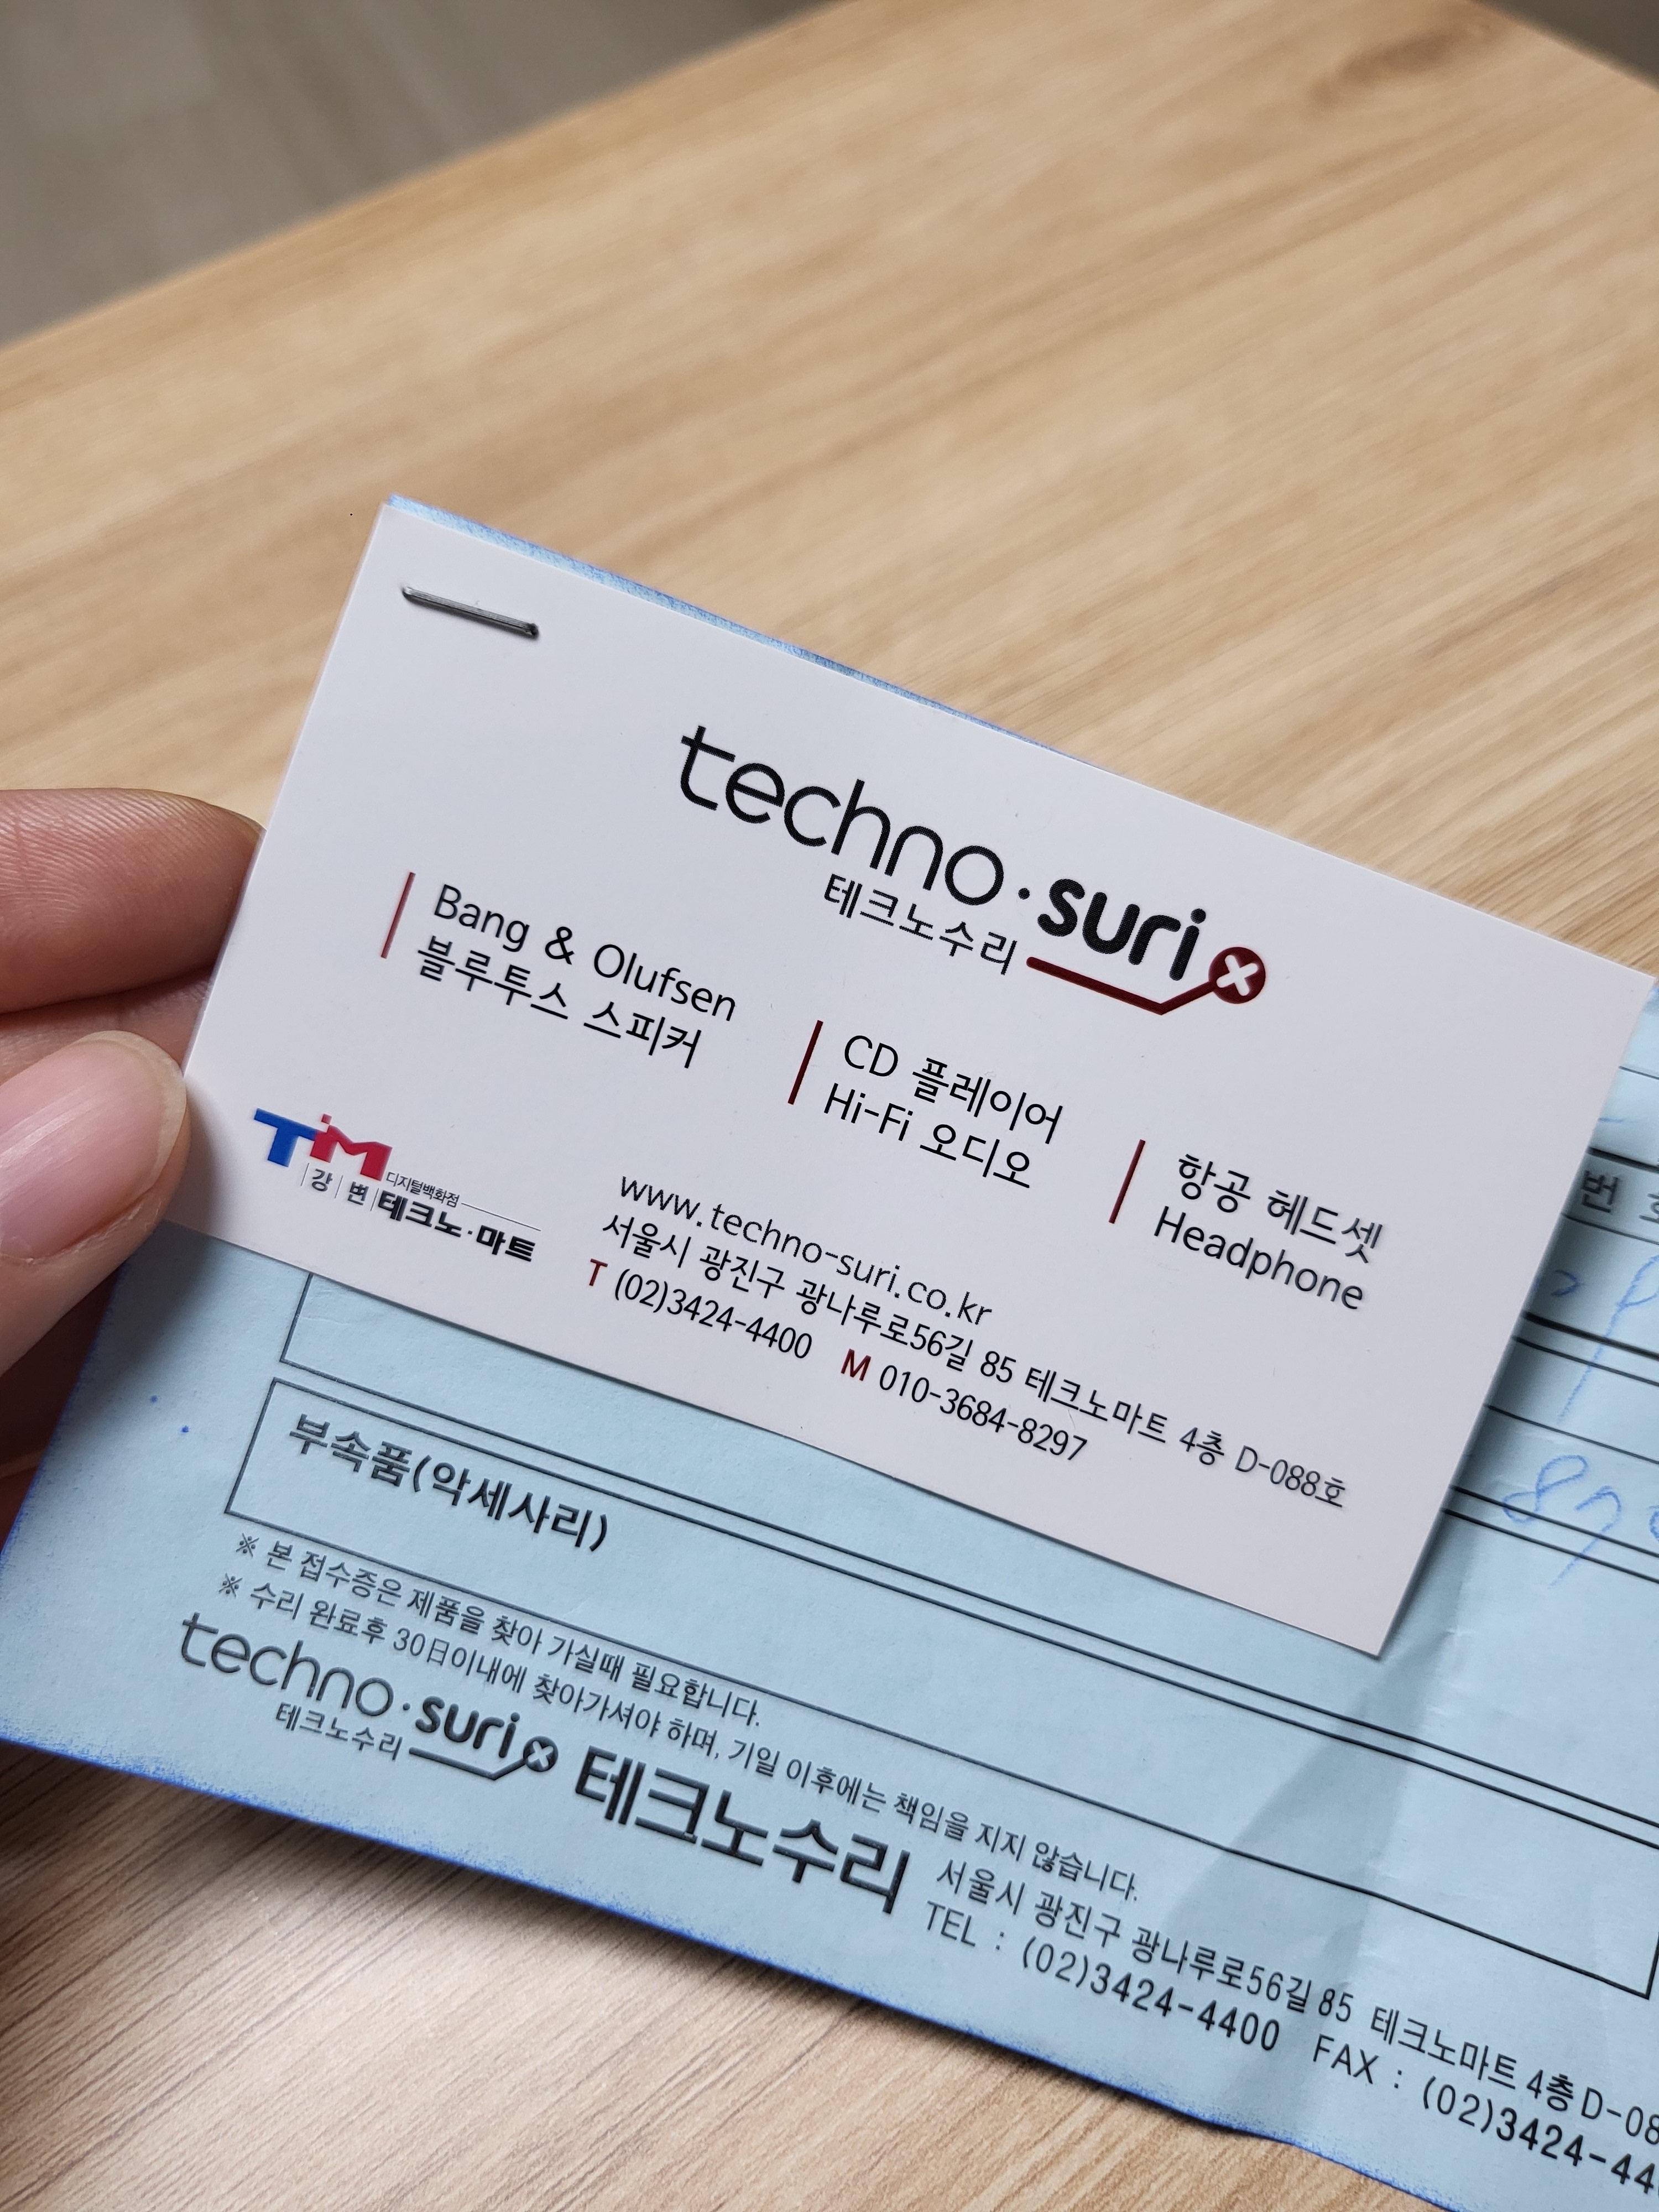 techno·suri
테크노수리
Bang & Olufsen
블루투스 스피커
CD 플레이어
Hi-Fi 오디오
항공 헤드셋
Headphone
TM
디지털백화점
강변 테크노·마트
www.techno-suri.co.kr
서울시 광진구 광나루로56길 85 테크노마트 4층 D-088호
T (02)3424-4400 M 010-3684-8297
번
부속품(악세사리)
※ 본 접수증은 제품을 찾아 가실때 필요합니다.
※ 수리 완료후 30日이내에 찾아가셔야 하며, 기일 이후에는 책임을 지지 않습니다.
techno·suri
테크노수리
테크노수리
서울시 광진구 광나루로56길 85 테크노마트 4층 D-08
TEL : (02)3424-4400 FAX : (02)3424-44